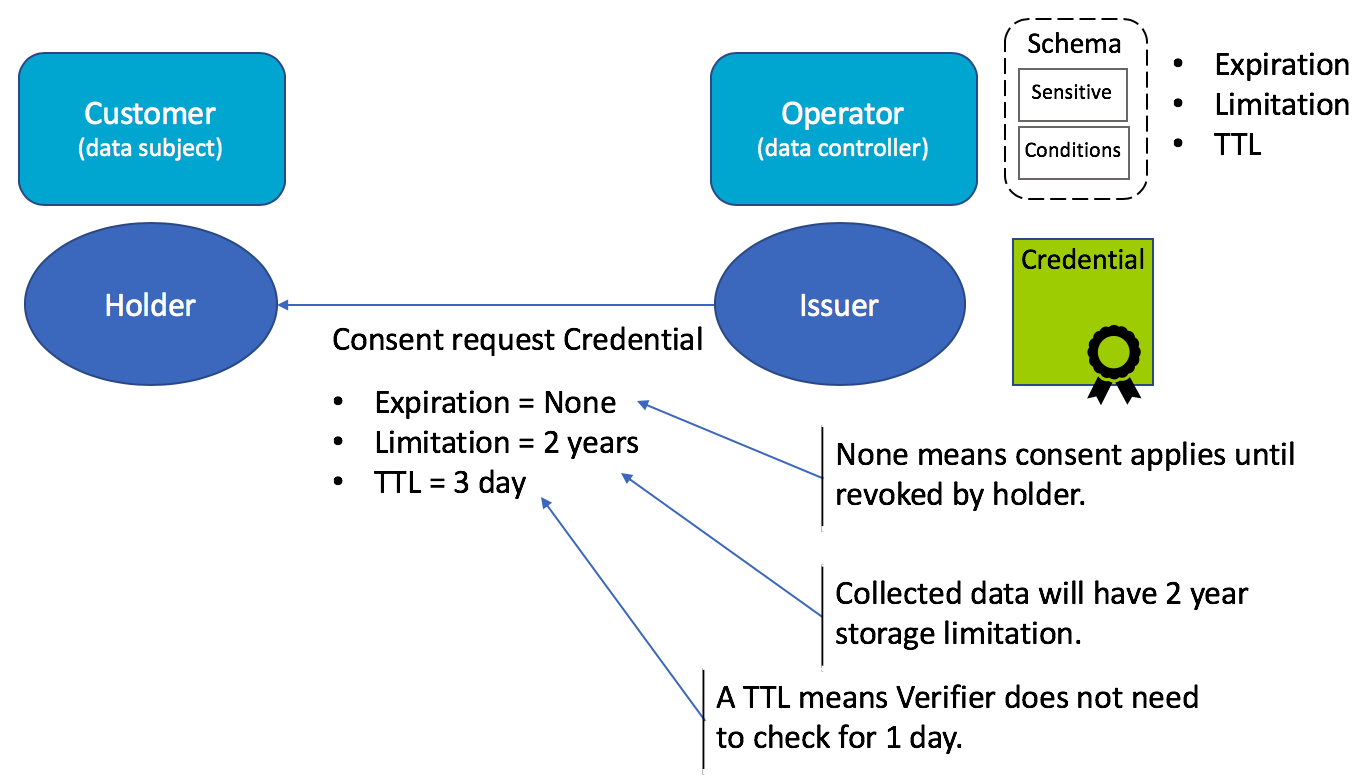 Customer
(data subject)
Operator
(data controller)
Schema
Sensitive
Conditions
• Expiration
• Limitation
• TTL
Holder
Issuer
Credential
Consent request Credential
• Expiration = None
• Limitation = 2 years
• TTL = 3 day
None means consent applies until
revoked by holder.
Collected data will have 2 year
storage limitation.
A TTL means Verifier does not need
to check for 1 day.